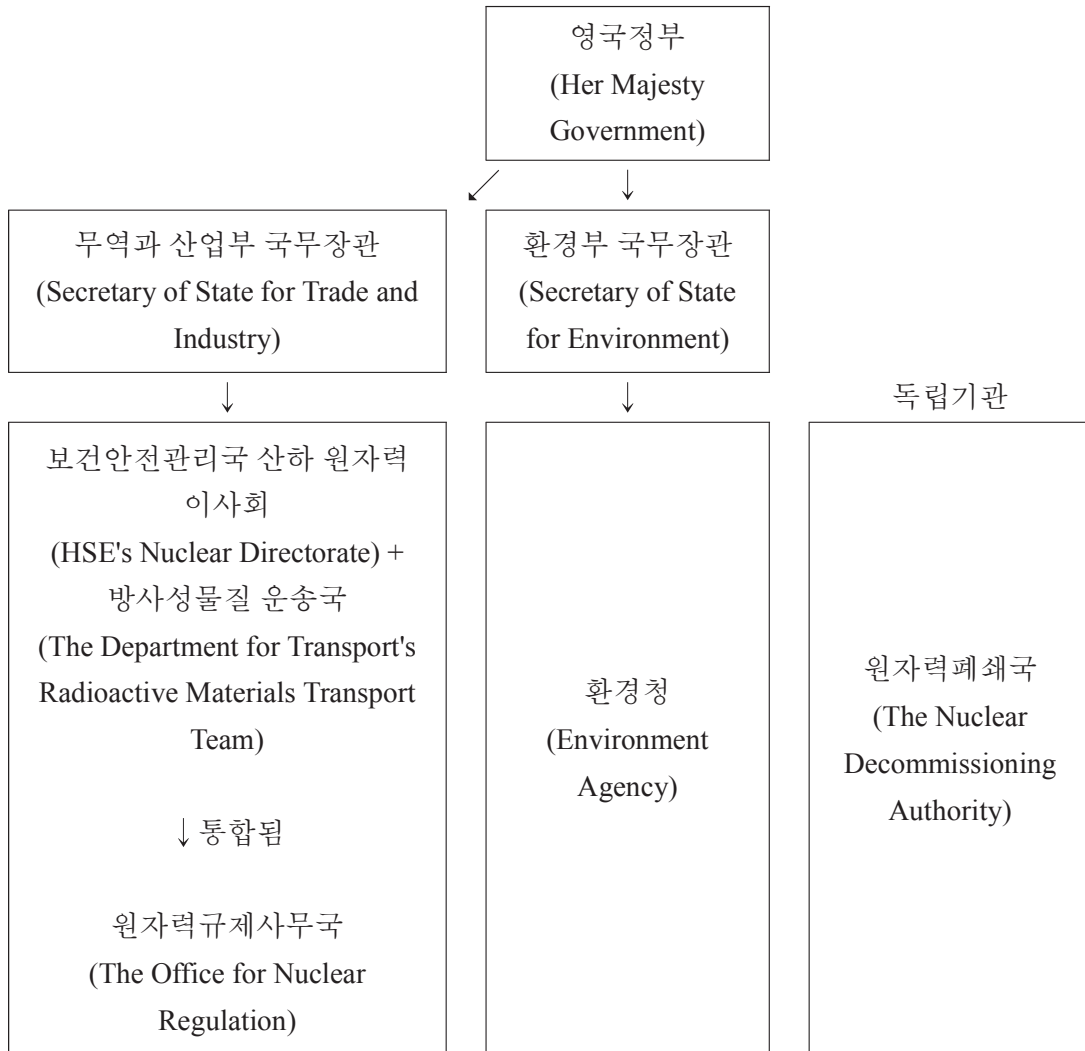 영국정부
(Her Majesty
Government)
↙ ↓
무역과 산업부 국무장관
(Secretary of State for Trade and
Industry)
환경부 국무장관
(Secretary of State
for Environment)
↓ ↓
독립기관
보건안전관리국 산하 원자력
이사회
(HSE's Nuclear Directorate) +
방사성물질 운송국
(The Department for Transport's
Radioactive Materials Transport
Team)
↓통합됨
원자력규제사무국
(The Office for Nuclear
Regulation)
환경청
(Environment
Agency)
원자력폐쇄국
(The Nuclear
Decommissioning
Authority)